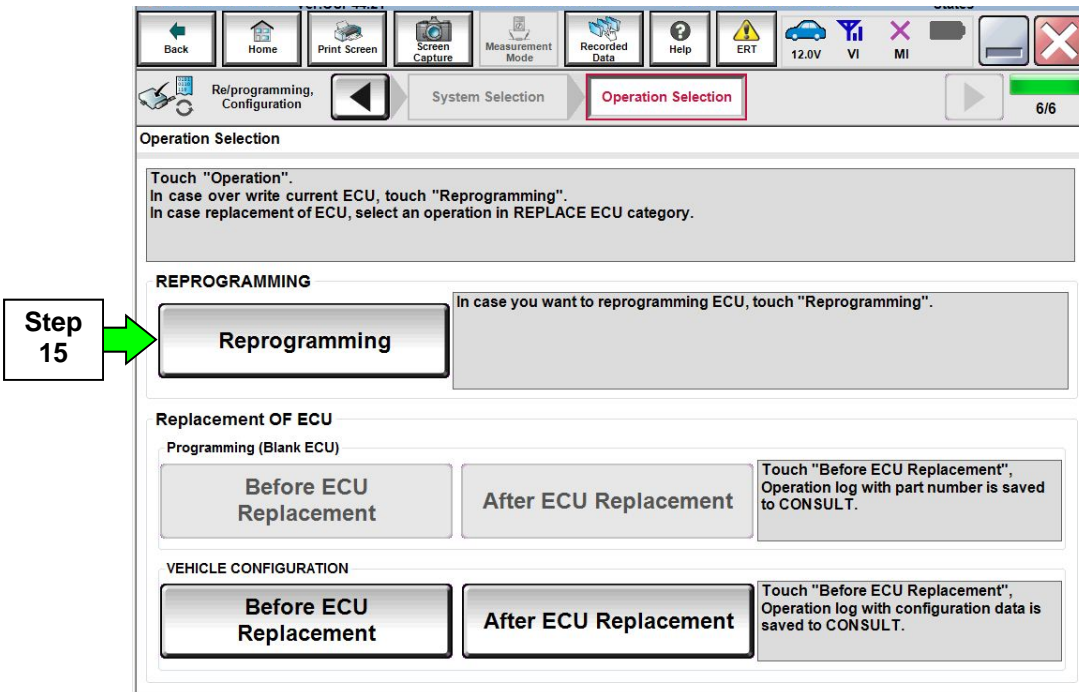 Back
Home
Print Screen
Screen
Capture
Measurement
Mode
Recorded
Data
Help
ERT
12.0V
VI
MI
Re/programming,
Configuration
System Selection
Operation Selection
6/6
Operation Selection
Touch "Operation".
In case over write current ECU, touch "Reprogramming".
In case replacement of ECU, select an operation in REPLACE ECU category.
REPROGRAMMING
Step
15
Reprogramming
In case you want to reprogramming ECU, touch "Reprogramming".
Replacement OF ECU
Programming (Blank ECU)
Before ECU
Replacement
After ECU Replacement
Touch "Before ECU Replacement",
Operation log with part number is saved
to CONSULT.
VEHICLE CONFIGURATION
Before ECU
Replacement
After ECU Replacement
Touch "Before ECU Replacement",
Operation log with configuration data is
saved to CONSULT.